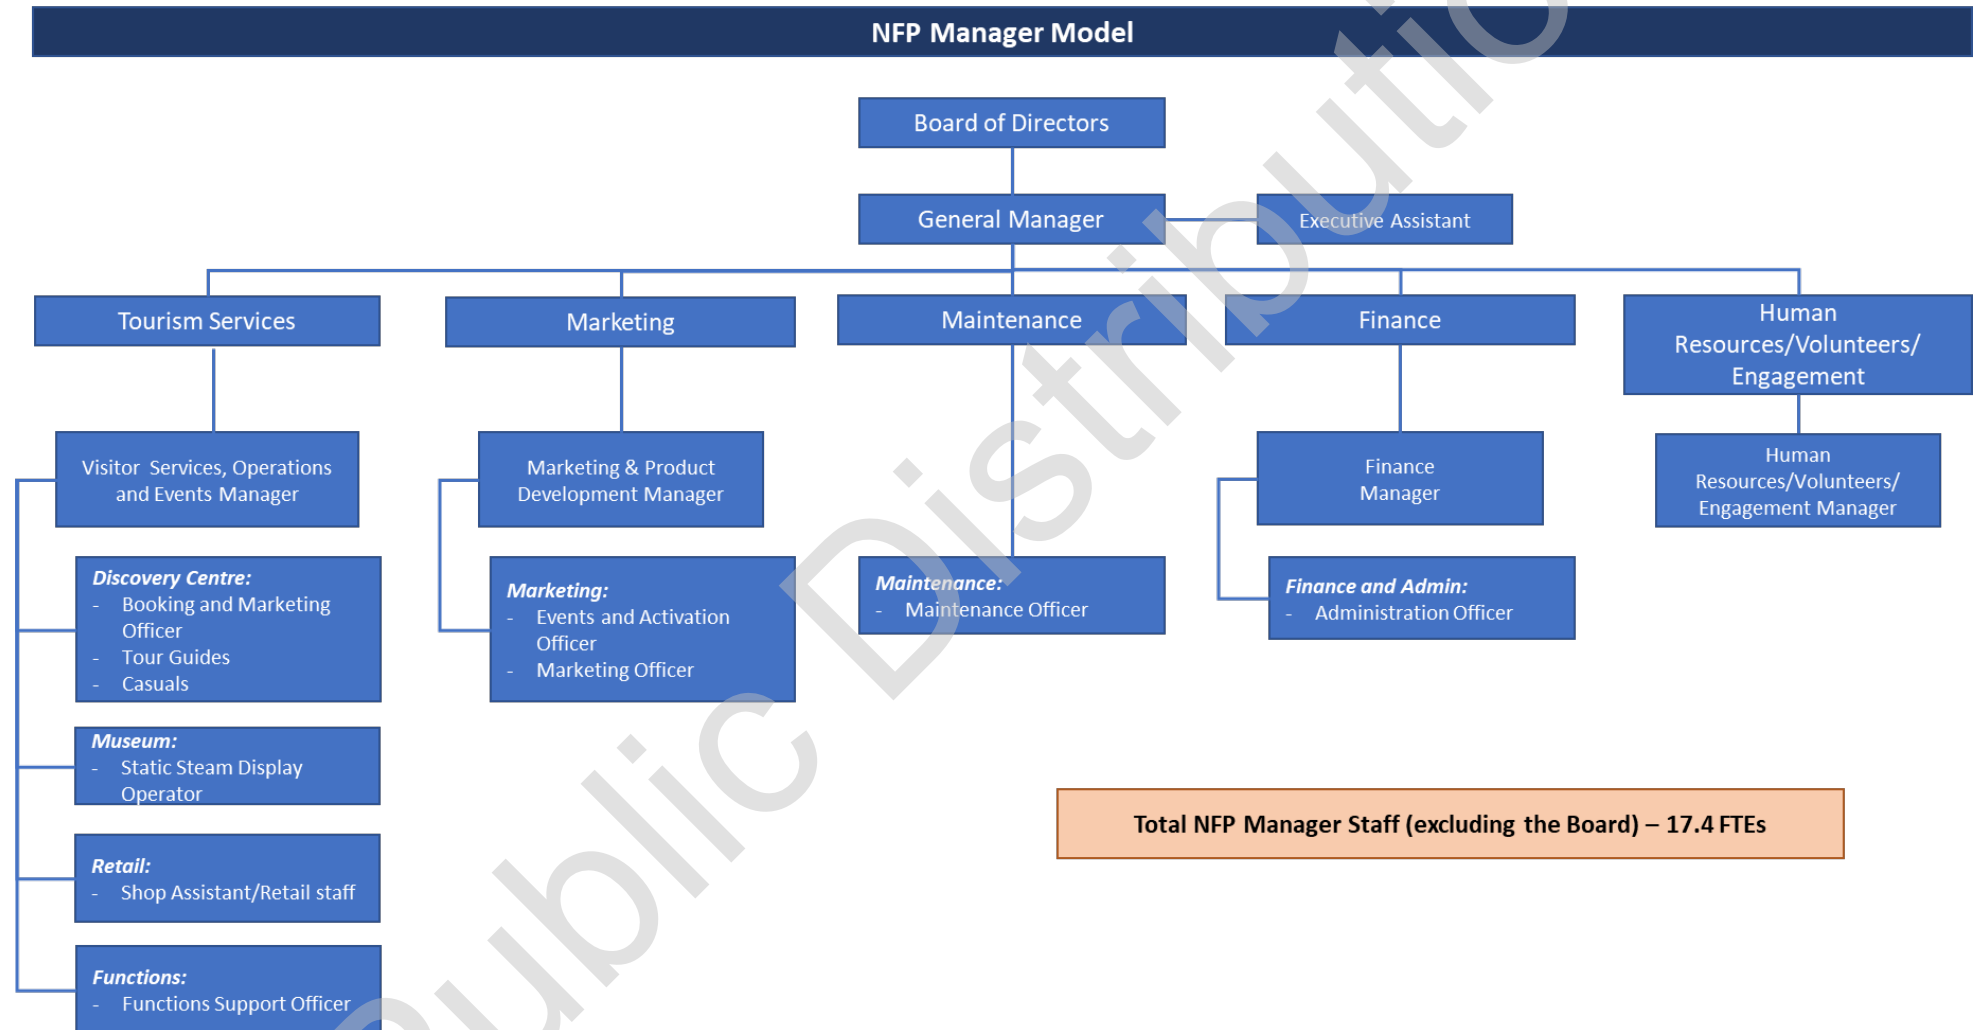 NFP Manager Model
Board of Directors
General Manager
Executive Assistant
Tourism Services
Marketing
Maintenance
Finance
Human
Resources/Volunteers/
Engagement
Visitor Services, Operations
and Events Manager
Marketing & Product
Development Manager
Finance
Manager
Human
Resources/Volunteers/
Engagement Manager
Discovery Centre:
- Booking and Marketing
Officer
- Tour Guides
- Casuals
Marketing:
- Events and Activation
Officer
- Marketing Officer
Maintenance:
- Maintenance Officer
Finance and Admin:
- Administration Officer
Museum:
- Static Steam Display
Operator
Retail:
- Shop Assistant/Retail staff
Functions:
- Functions Support Officer
Total NFP Manager Staff (excluding the Board) – 17.4 FTEs
Public Distributio